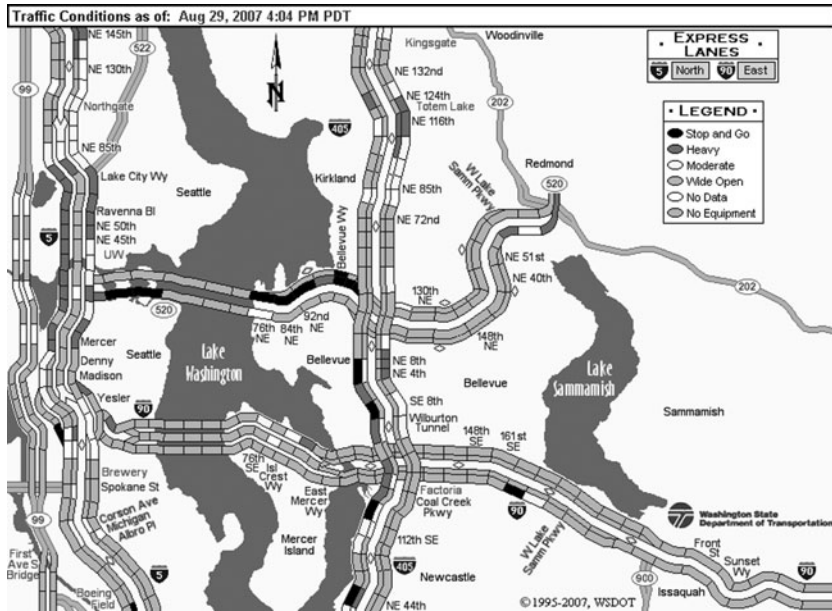 Traffic Conditions as of: Aug 29, 2007 4:04 PM PDT
NE 145th
522
NE 130th
99
Northgate
NE 85th
Lake City Wy
Seattle
Ravenna Bl
NE 50th
NE 45th
UW
5
N
405
Kirkland
Bellevue Wy
Kingsgate
Woodinville
NE 132nd
NE 124th
Totem Lake
NE 116th
202
NE 85th
NE 72nd
W Lake
Samm Pkwy
Redmond
520
EXPRESS
LANES
5 North
90 East
LEGEND
Stop and Go
Heavy
Moderate
Wide Open
No Data
No Equipment
NE 51st
NE 40th
130th
NE
148th
NE
202
520
76th
NE
84th
NE
92nd
NE
Mercer
Denny
Madison
Yesler
Seattle
Lake
Washington
Bellevue
NE 8th
NE 4th
SE 8th
Wilburton
Tunnel
Bellevue
Lake
Sammamish
Sammamish
90
148th
SE
161st
SE
76th
SE
Isl
Crest Wy
East
Mercer
Wy
Mercer
Island
Factoria
Coal Creek
Pkwy
90
W Lake
Samm Pkwy
112th SE
405
Newcastle
NE 44th
Brewery
Spokane St
Corson Ave
Michigan
Albro Pl
99
First
Ave S
Bridge
Boeing
Field
5
Washington State
Department of Transportation
Front
St
Sunset
Wy
90
900
Issaquah
©1995-2007, WSDOT